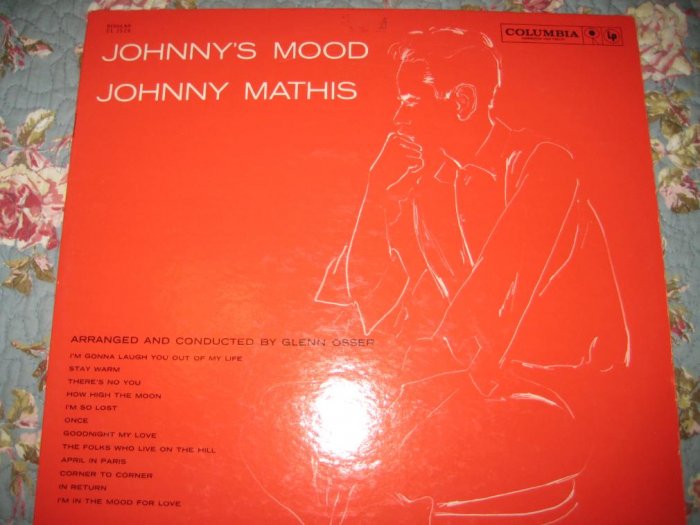 JOHNNY'S MOOD
JOHNNY MATHIS
COLUMBIA
LP
ARRANGED AND CONDUCTED BY GLENN OSSER
I'M GONNA LAUGH YOU OUT OF MY LIFE
STAY WARM
THERE'S NO YOU
HOW HIGH THE MOON
I'M SO LOST
ONCE
GOODNIGHT MY LOVE
THE FOLKS WHO LIVE ON THE HILL
APRIL IN PARIS
CORNER TO CORNER
IN RETURN
I'M IN THE MOOD FOR LOVE